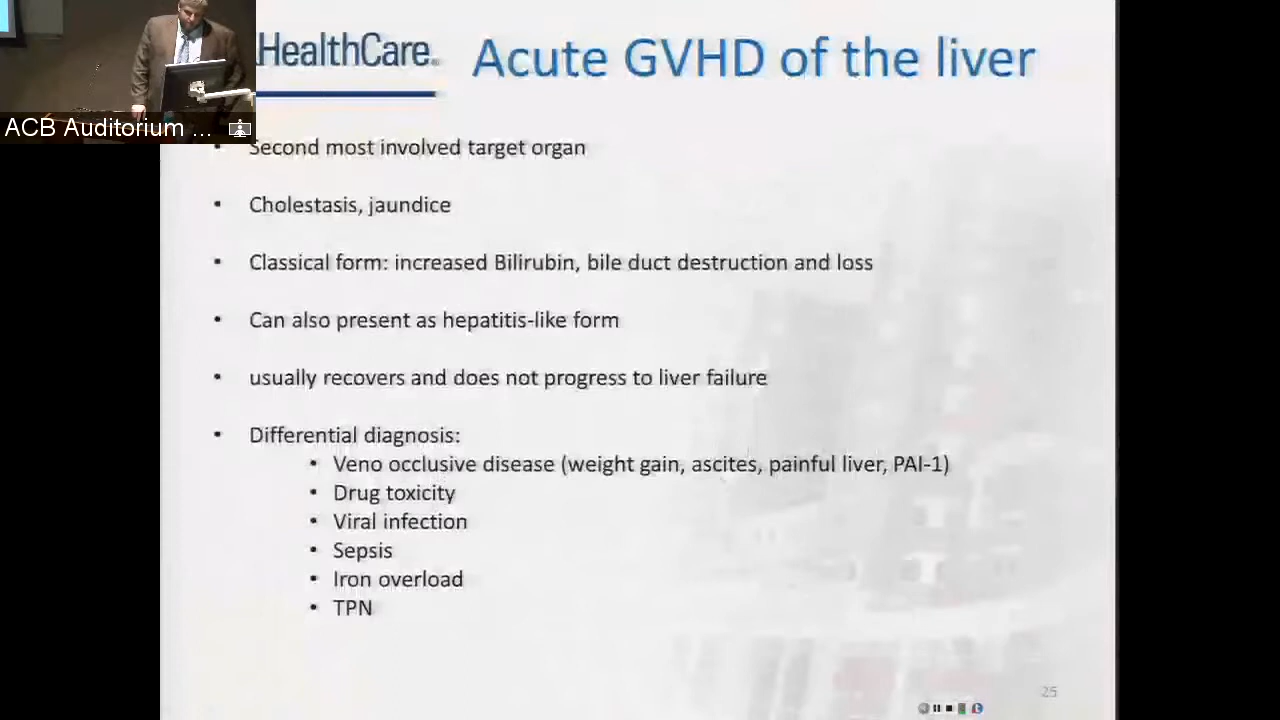 HealthCare.
Acute GVHD of the liver
ACB Auditorium ...
• Second most involved target organ
• Cholestasis, jaundice
• Classical form: increased Bilirubin, bile duct destruction and loss
• Can also present as hepatitis-like form
• usually recovers and does not progress to liver failure
• Differential diagnosis:
• Veno occlusive disease (weight gain, ascites, painful liver, PAI-1)
• Drug toxicity
• Viral infection
• Sepsis
• Iron overload
• TPN
25